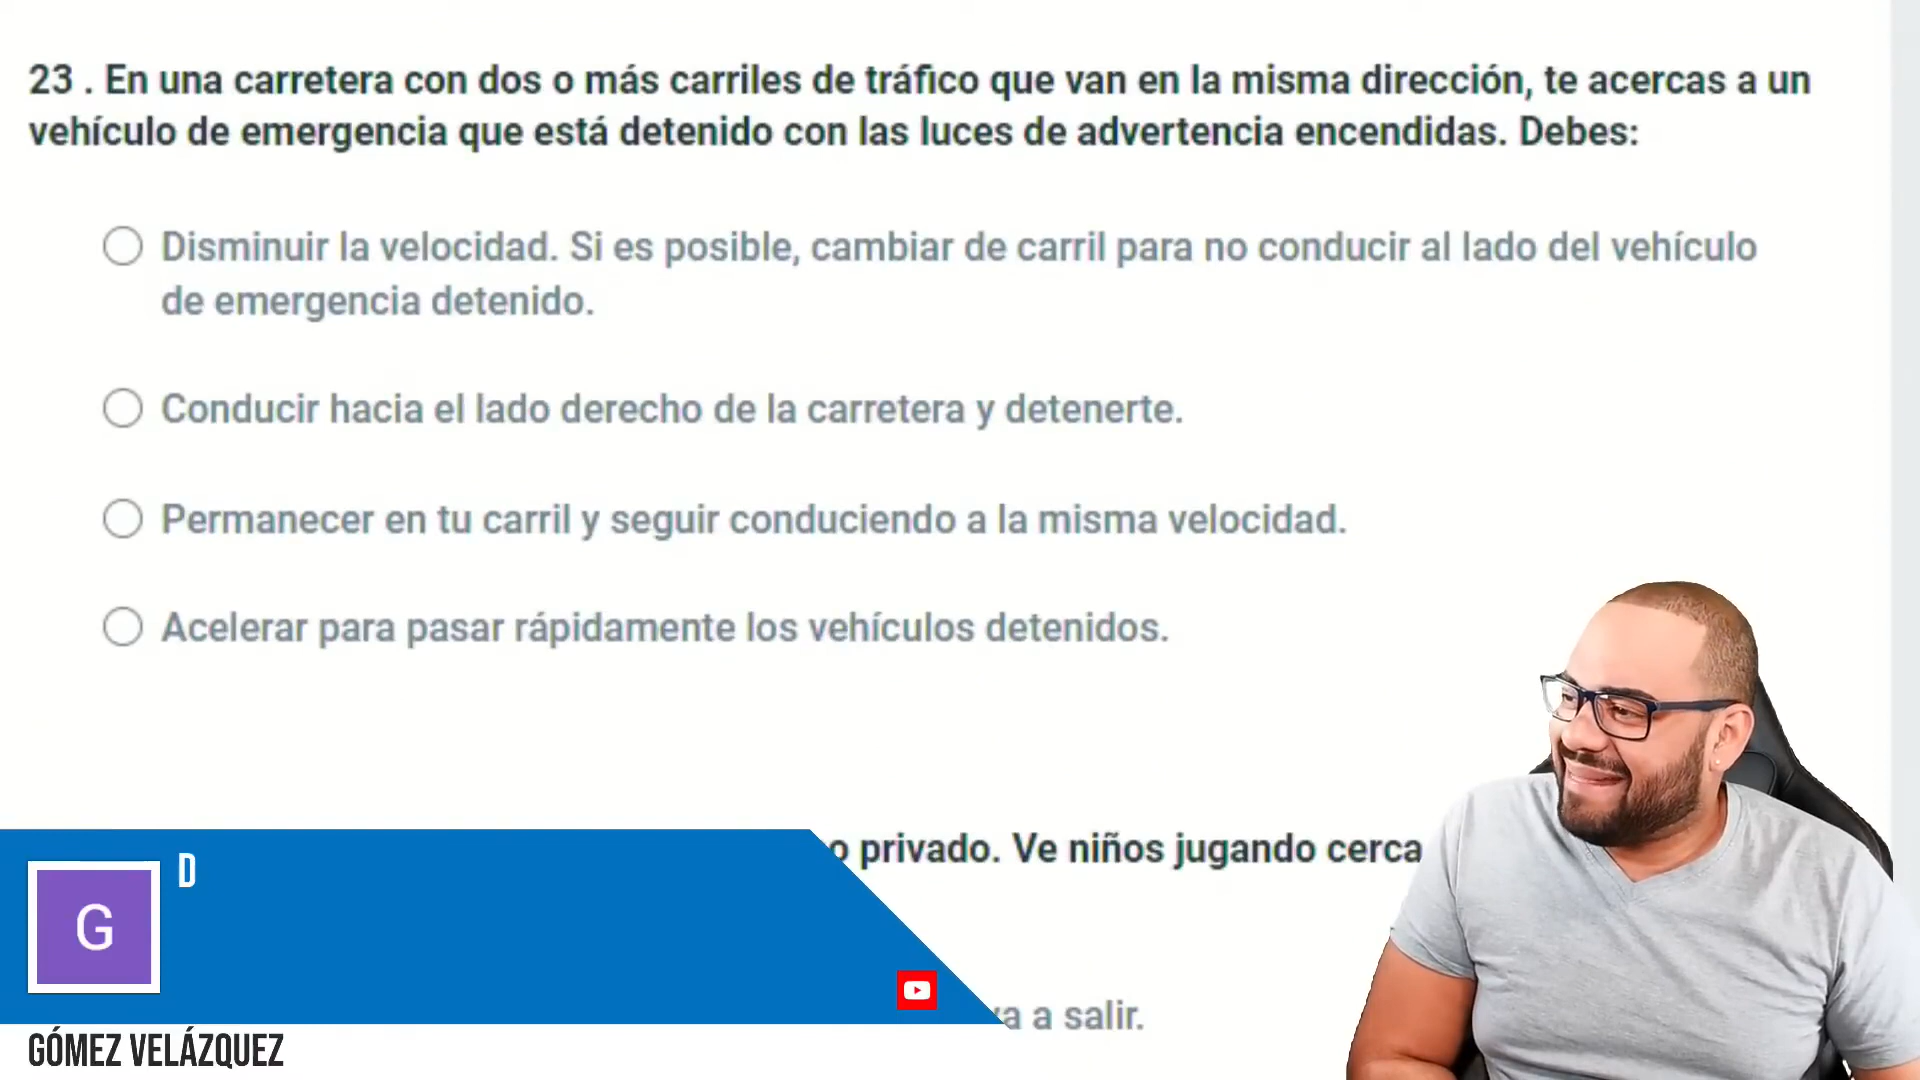 23 . En una carretera con dos o más carriles de tráfico que van en la misma dirección, te acercas a un
vehículo de emergencia que está detenido con las luces de advertencia encendidas. Debes:
Disminuir la velocidad. Si es posible, cambiar de carril para no conducir al lado del vehículo
de emergencia detenido.
Conducir hacia el lado derecho de la carretera y detenerte.
Permanecer en tu carril y seguir conduciendo a la misma velocidad.
Acelerar para pasar rápidamente los vehículos detenidos.
o privado. Ve niños jugando cerca
D
G
a a salir.
GÓMEZ VELÁZQUEZ